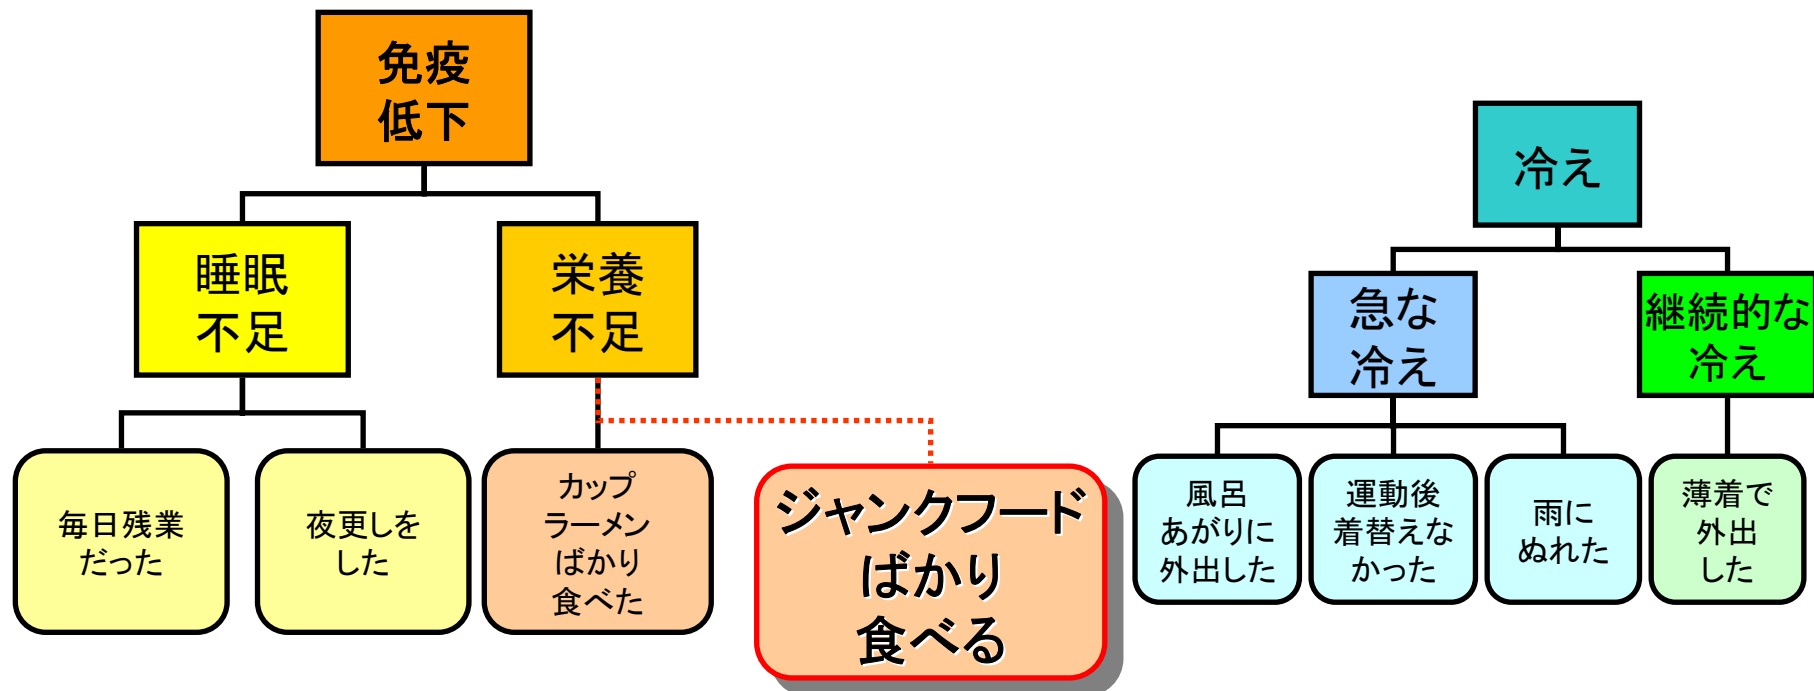 免疫
低下
睡眠
不足
栄養
不足
毎日残業
だった
夜更しを
した
カップ
ラーメン
ばかり
食べた
ジャンクフード
ばかり
食べる
冷え
急な
冷え
継続的な
冷え
風呂
あがりに
外出した
運動後
着替えな
かった
雨に
ぬれた
薄着で
外出
した